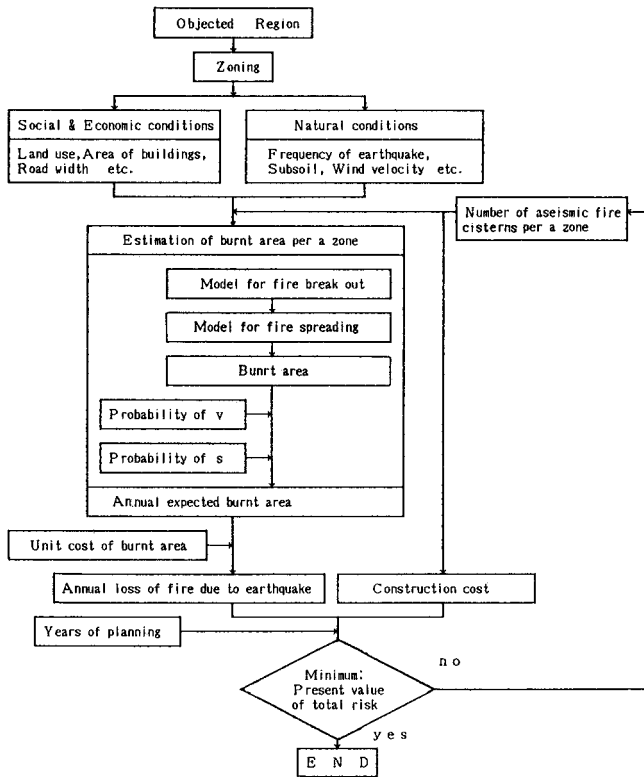 Objected Region
Zoning
Social & Economic conditions
Land use, Area of buildings,
Road width etc.
Natural conditions
Frequency of earthquake,
Subsoil, Wind velocity etc.
Number of aseismic fire
cisterns per a zone
Estimation of burnt area per a zone
Model for fire break out
Model for fire spreading
Bunrt area
Probability of v
Probability of s
Annual expected burnt area
Unit cost of burnt area
Annual loss of fire due to earthquake
Construction cost
Years of planning
Minimum:
Present value
of total risk
no
yes
END